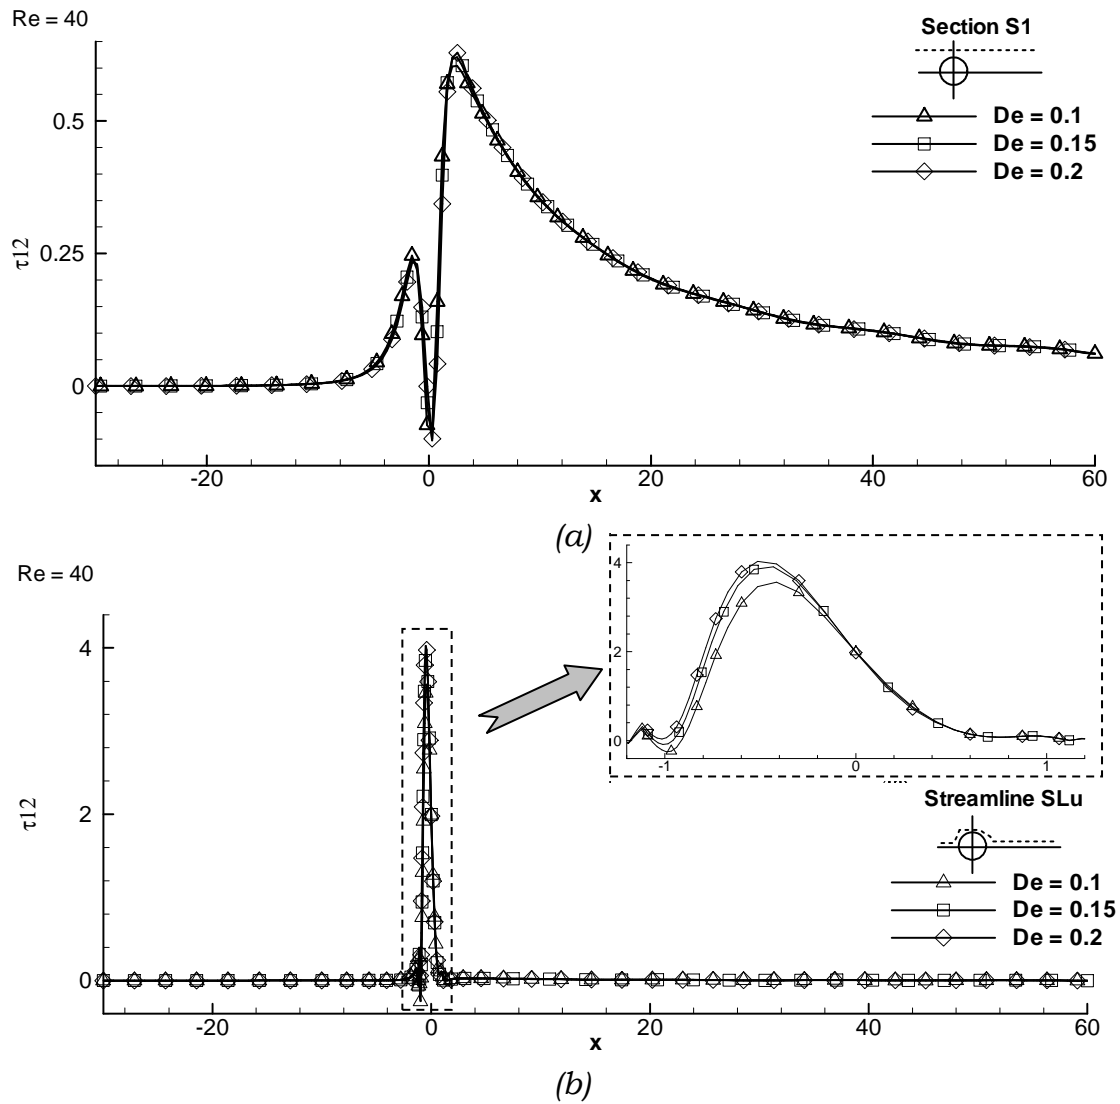 Re = 40
Section S1
De = 0.1
De = 0.15
De = 0.2
0.5
0.25
0
τ12
-20 0 20 40 60
x
(a)
Re = 40
4
2
0
-1 0 1
Streamline SLu
De = 0.1
De = 0.15
De = 0.2
4
2
0
τ12
-20 0 20 40 60
x
(b)